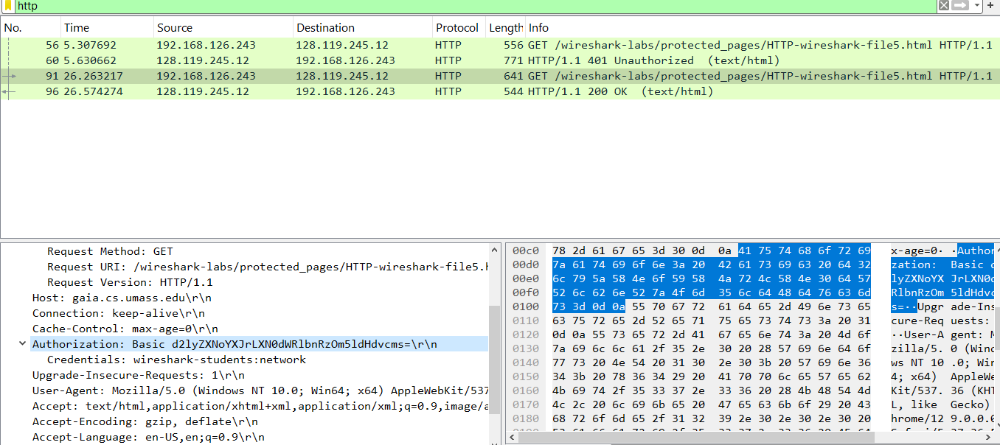 http
No. Time Source Destination Protocol Length Info
56 5.307692 192.168.126.243 128.119.245.12 HTTP 556 GET /wireshark-labs/protected_pages/HTTP-wireshark-file5.html HTTP/1.1
60 5.630662 128.119.245.12 192.168.126.243 HTTP 771 HTTP/1.1 401 Unauthorized (text/html)
91 26.263217 192.168.126.243 128.119.245.12 HTTP 641 GET /wireshark-labs/protected_pages/HTTP-wireshark-file5.html HTTP/1.1
96 26.574274 128.119.245.12 192.168.126.243 HTTP 544 HTTP/1.1 200 OK (text/html)
Request Method: GET
Request URI: /wireshark-labs/protected_pages/HTTP-wireshark-file5.h
Request Version: HTTP/1.1
Host: gaia.cs.umass.edu\r\n
Connection: keep-alive\r\n
Cache-Control: max-age=0\r\n
Authorization: Basic d2lyZXNoYXJrLXN0dWRlbnRzOm5ldHdvcms=\r\n
Credentials: wireshark-students:network
Upgrade-Insecure-Requests: 1\r\n
User-Agent: Mozilla/5.0 (Windows NT 10.0; Win64; x64) AppleWebKit/537
Accept: text/html,application/xhtml+xml,application/xml;q=0.9,image/a
Accept-Encoding: gzip, deflate\r\n
Accept-Language: en-US,en;q=0.9\r\n
00c0 78 2d 61 67 65 3d 30 0d 0a 41 75 74 68 6f 72 69 x-age=0· ·Author
00d0 7a 61 74 69 6f 6e 3a 20 42 61 73 69 63 20 64 32 zation: Basic d
00e0 6c 79 5a 58 4e 6f 59 58 4a 72 4c 58 4e 30 64 57 lyZXNoYX JrLXN0d
00f0 52 6c 62 6e 52 7a 4f 6d 35 6c 64 48 64 76 63 6d RlbnRzOm 5ldHdvc
0100 73 3d 0d 0a 55 70 67 72 61 64 65 2d 49 6e 73 65 s=··Upgr ade-Ins
0110 63 75 72 65 2d 52 65 71 75 65 73 74 73 3a 20 31 cure-Req uests:
0120 0d 0a 55 73 65 72 2d 41 67 65 6e 74 3a 20 4d 6f ··User-A gent: M
0130 7a 69 6c 6c 61 2f 35 2e 30 20 28 57 69 6e 64 6f zilla/5. 0 (Wind
0140 77 73 20 4e 54 20 31 30 2e 30 3b 20 57 69 6e 36 ws NT 10 .0; Win
0150 34 3b 20 78 36 34 29 20 41 70 70 6c 65 57 65 62 4; x64) AppleWe
0160 4b 69 74 2f 35 33 37 2e 33 36 20 28 4b 48 54 4d Kit/537. 36 (KHT
0170 4c 2c 20 6c 69 6b 65 20 47 65 63 6b 6f 29 20 43 L, like Gecko)
0180 68 72 6f 6d 65 2f 31 32 39 2e 30 2e 30 2e 30 20 hrome/12 9.0.0.0